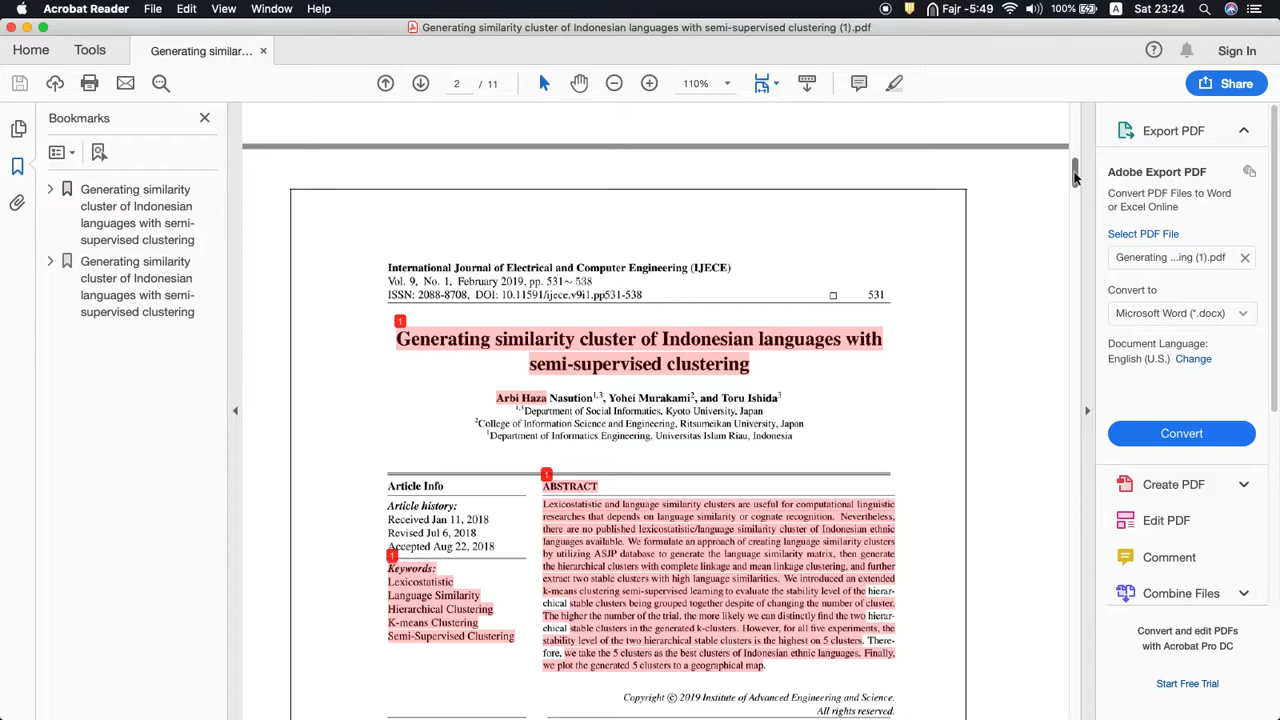 Acrobat Reader File Edit View Window Help
Fajr -5:49 100% A Sat 23:24
Generating similarity cluster of Indonesian languages with semi-supervised clustering (1).pdf
Home Tools Generating similar... × Sign In
2 / 11 110% Share
Bookmarks
Generating similarity
cluster of Indonesian
languages with semi-
supervised clustering
Generating similarity
cluster of Indonesian
languages with semi-
supervised clustering
International Journal of Electrical and Computer Engineering (IJECE)
Vol. 9, No. 1, February 2019, pp. 531~538
ISSN: 2088-8708, DOI: 10.11591/ijece.v9i1.pp531-538 531
1
Generating similarity cluster of Indonesian languages with
semi-supervised clustering
Arbi Haza Nasution1,3, Yohei Murakami2, and Toru Ishida3
1,3Department of Social Informatics, Kyoto University, Japan
2College of Information Science and Engineering, Ritsumeikan University, Japan
1Department of Informatics Engineering, Universitas Islam Riau, Indonesia
Article Info
Article history:
Received Jan 11, 2018
Revised Jul 6, 2018
Accepted Aug 22, 2018
1
Keywords:
Lexicostatistic
Language Similarity
Hierarchical Clustering
K-means Clustering
Semi-Supervised Clustering
1
ABSTRACT
Lexicostatistic and language similarity clusters are useful for computational linguistic
researches that depends on language similarity or cognate recognition. Nevertheless,
there are no published lexicostatistic/language similarity cluster of Indonesian ethnic
languages available. We formulate an approach of creating language similarity clusters
by utilizing ASJP database to generate the language similarity matrix, then generate
the hierarchical clusters with complete linkage and mean linkage clustering, and further
extract two stable clusters with high language similarities. We introduced an extended
k-means clustering semi-supervised learning to evaluate the stability level of the hierar-
chical stable clusters being grouped together despite of changing the number of cluster.
The higher the number of the trial, the more likely we can distinctly find the two hierar-
chical stable clusters in the generated k-clusters. However, for all five experiments, the
stability level of the two hierarchical stable clusters is the highest on 5 clusters. There-
fore, we take the 5 clusters as the best clusters of Indonesian ethnic languages. Finally,
we plot the generated 5 clusters to a geographical map.
Copyright © 2019 Institute of Advanced Engineering and Science.
All rights reserved.
Export PDF
Adobe Export PDF
Convert PDF Files to Word
or Excel Online
Select PDF File
Generating ...ing (1).pdf
Convert to
Microsoft Word (*.docx)
Document Language:
English (U.S.) Change
Convert
Create PDF
Edit PDF
Comment
Combine Files
Convert and edit PDFs
with Acrobat Pro DC
Start Free Trial